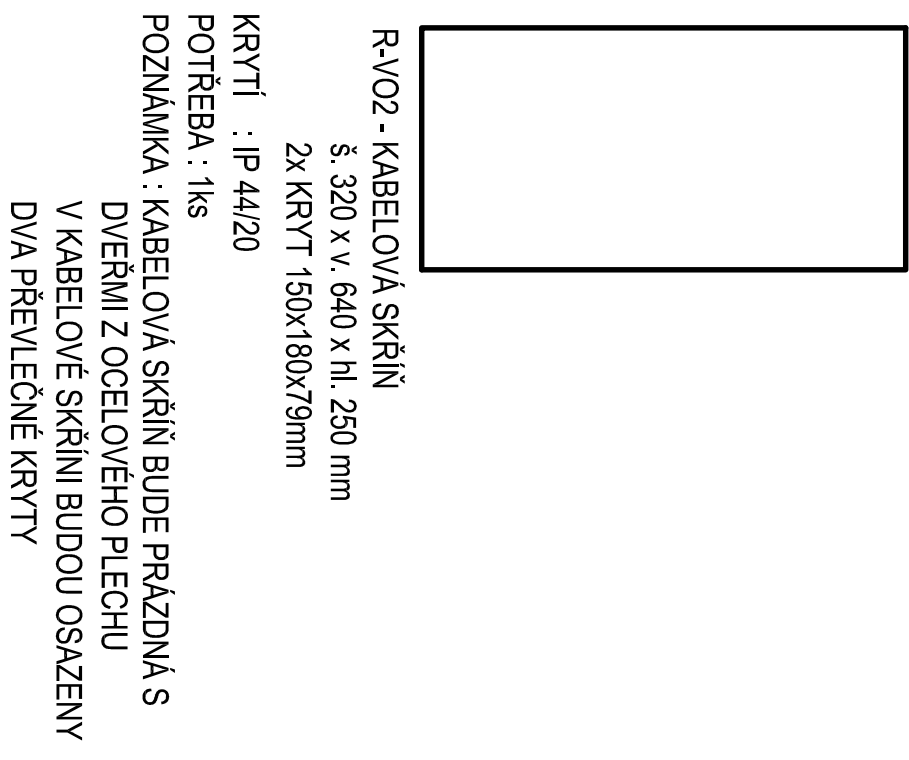 R-VO2 - KABELOVÁ SKŘÍŇ
š. 320 x v. 640 x hl. 250 mm
2x KRYT 150x180x79mm
KRYTÍ : IP 44/20
POTŘEBA : 1ks
POZNÁMKA : KABELOVÁ SKŘÍŇ BUDE PRÁZDNÁ S
DVEŘMI Z OCELOVÉHO PLECHU
V KABELOVÉ SKŘÍNI BUDOU OSAZENY
DVA PŘEVLEČNÉ KRYTY